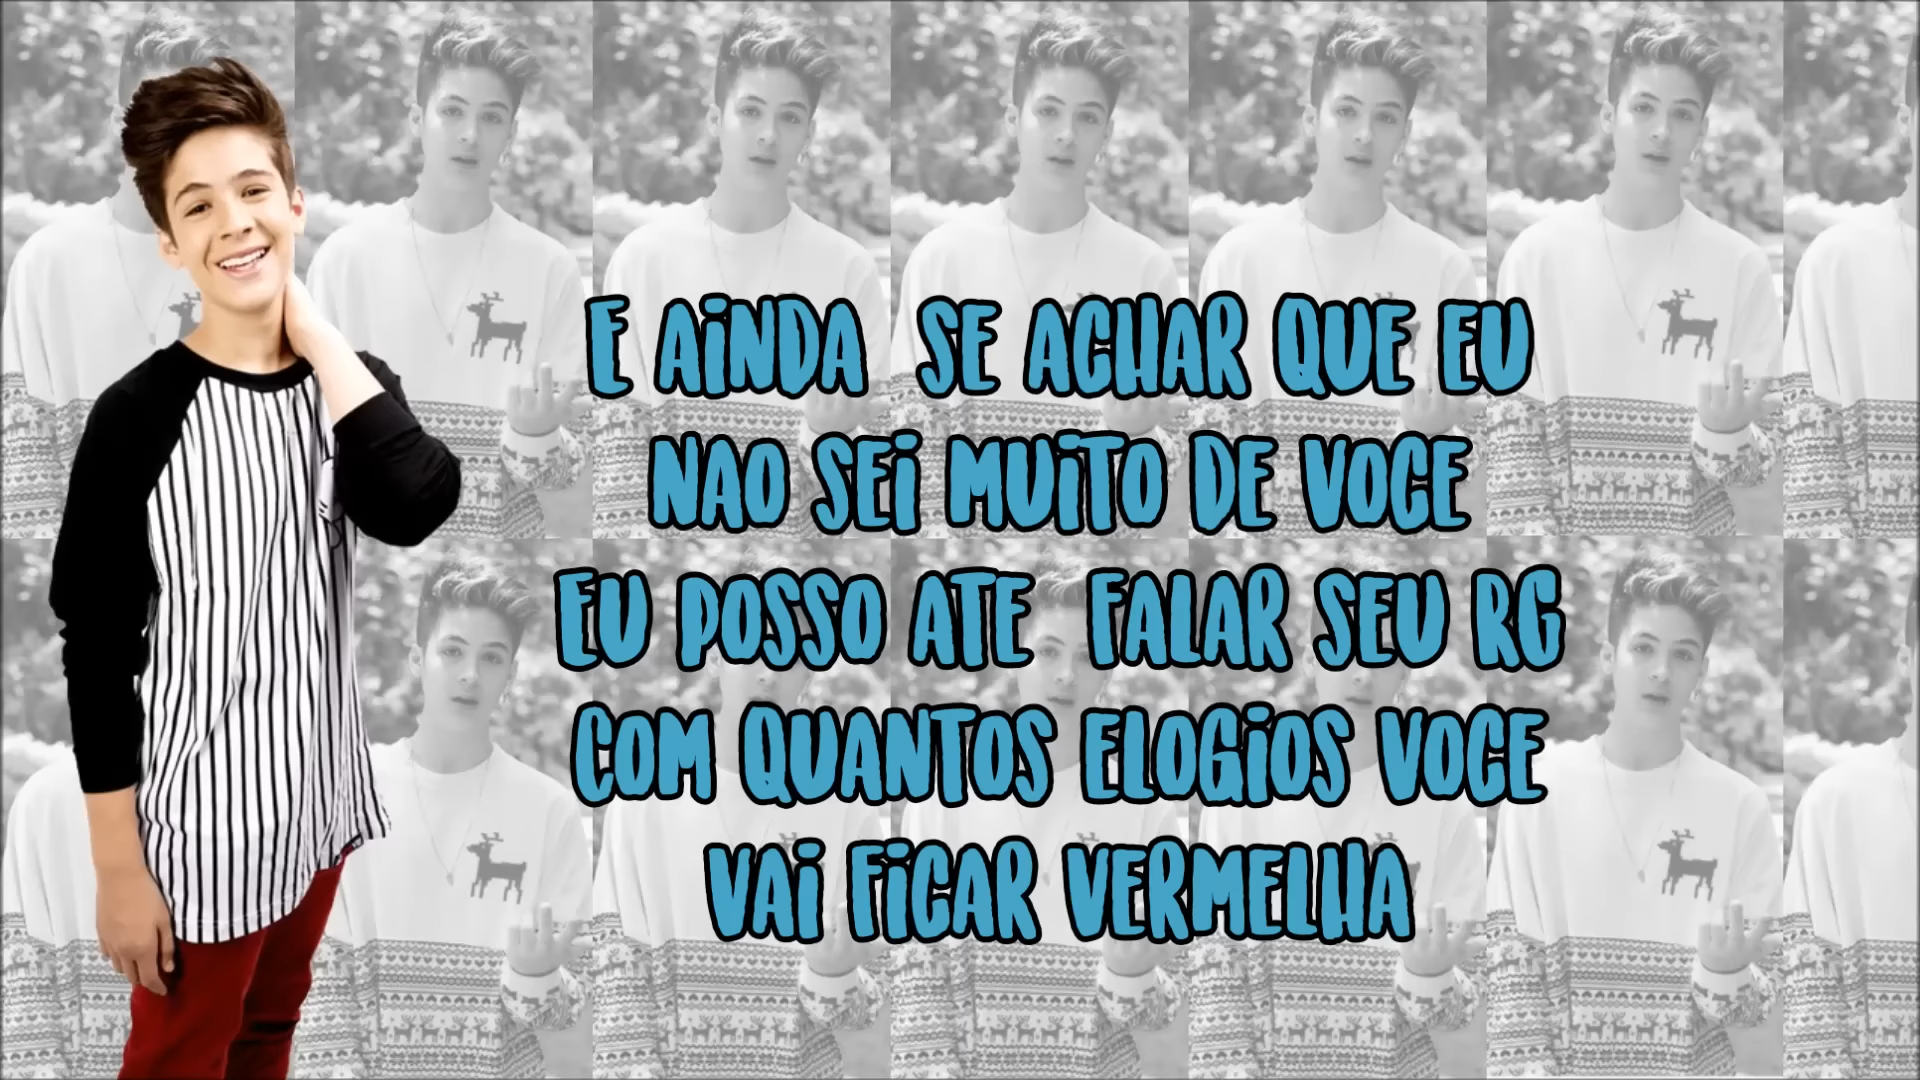 E AINDA SE ACHAR QUE EU
NAO SEI MUITO DE VOCE
EU POSSO ATE FALAR SEU RG
COM QUANTOS ELOGIOS VOCE
VAI FICAR VERMELHA